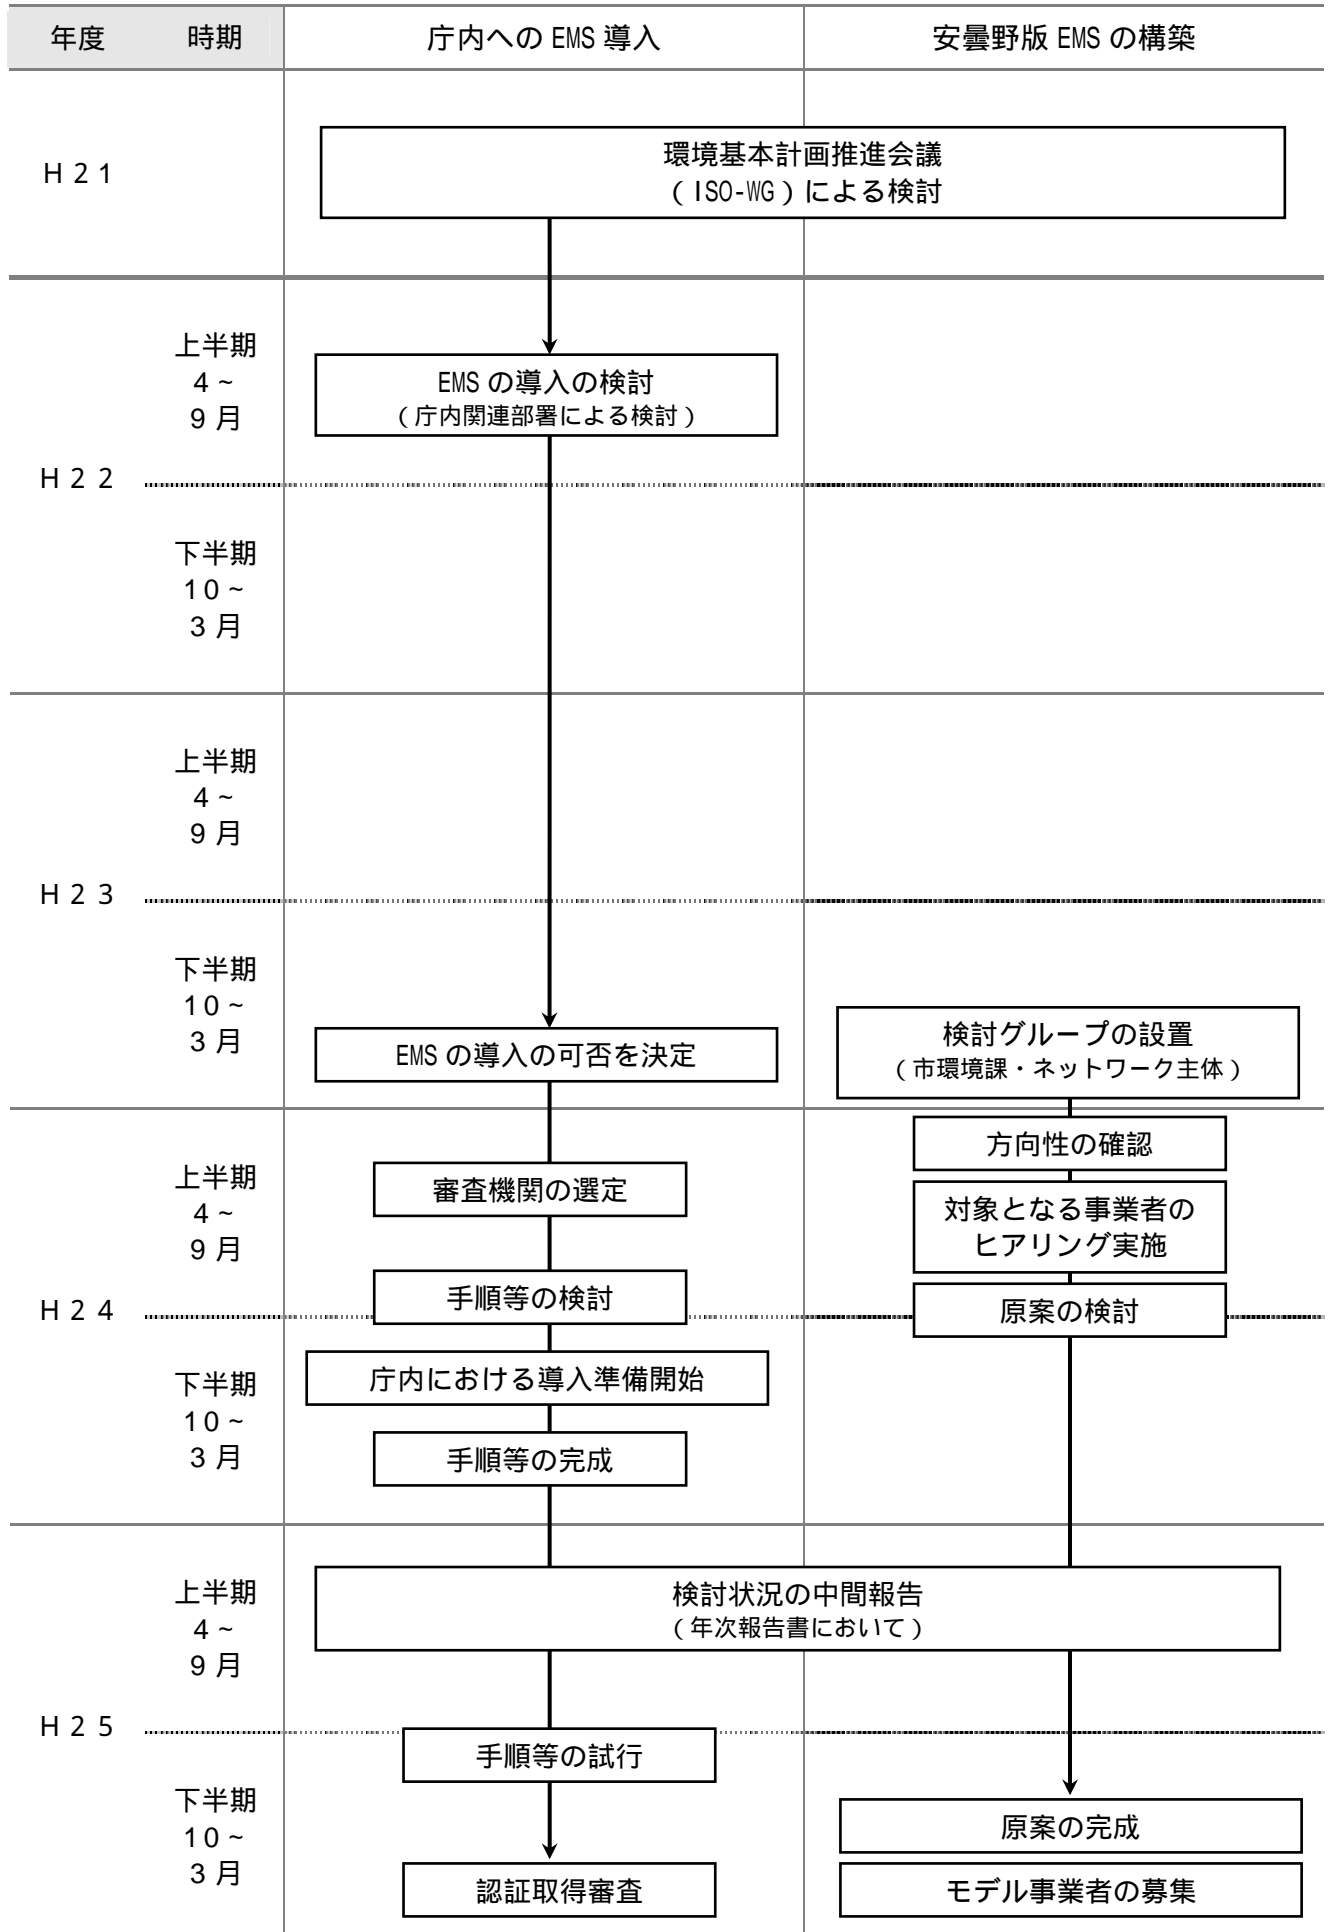 年度 時期 庁内への EMS 導入 安曇野版 EMS の構築
H21
環境基本計画推進会議
(ISO-WG)による検討
上半期
4~
9月
EMS の導入の検討
(庁内関連部署による検討)
H22
下半期
10~
3月
上半期
4~
9月
H23
下半期
10~
3月
EMS の導入の可否を決定
検討グループの設置
(市環境課・ネットワーク主体)
上半期
4~
9月
審査機関の選定
手順等の検討
方向性の確認
対象となる事業者の
ヒアリング実施
原案の検討
H24
下半期
10~
3月
庁内における導入準備開始
手順等の完成
上半期
4~
9月
検討状況の中間報告
(年次報告書において)
H25
手順等の試行
下半期
10~
3月
認証取得審査
原案の完成
モデル事業者の募集